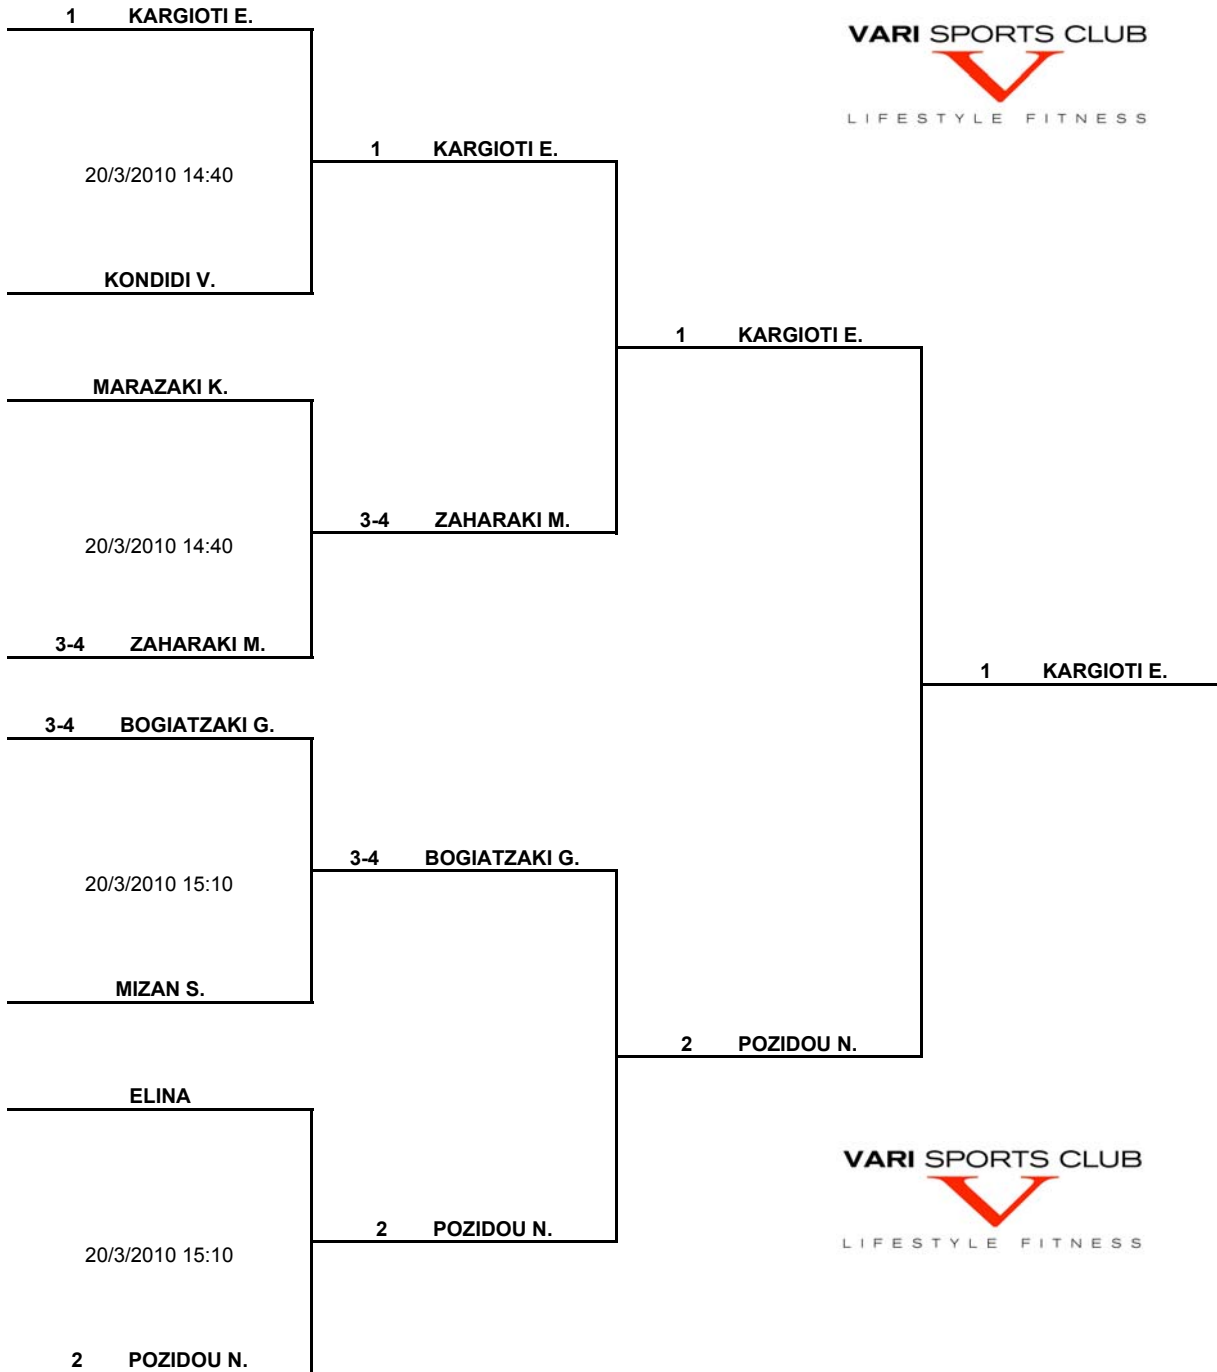 1 KARGIOTI E.
VARI SPORTS CLUB
LIFESTYLE FITNESS
1 KARGIOTI E.
20/3/2010 14:40
KONDIDI V.
1 KARGIOTI E.
MARAZAKI K.
3-4 ZAHARAKI M.
20/3/2010 14:40
3-4 ZAHARAKI M.
1 KARGIOTI E.
3-4 BOGIATZAKI G.
3-4 BOGIATZAKI G.
20/3/2010 15:10
MIZAN S.
2 POZIDOU N.
ELINA
VARI SPORTS CLUB
LIFESTYLE FITNESS
2 POZIDOU N.
20/3/2010 15:10
2 POZIDOU N.